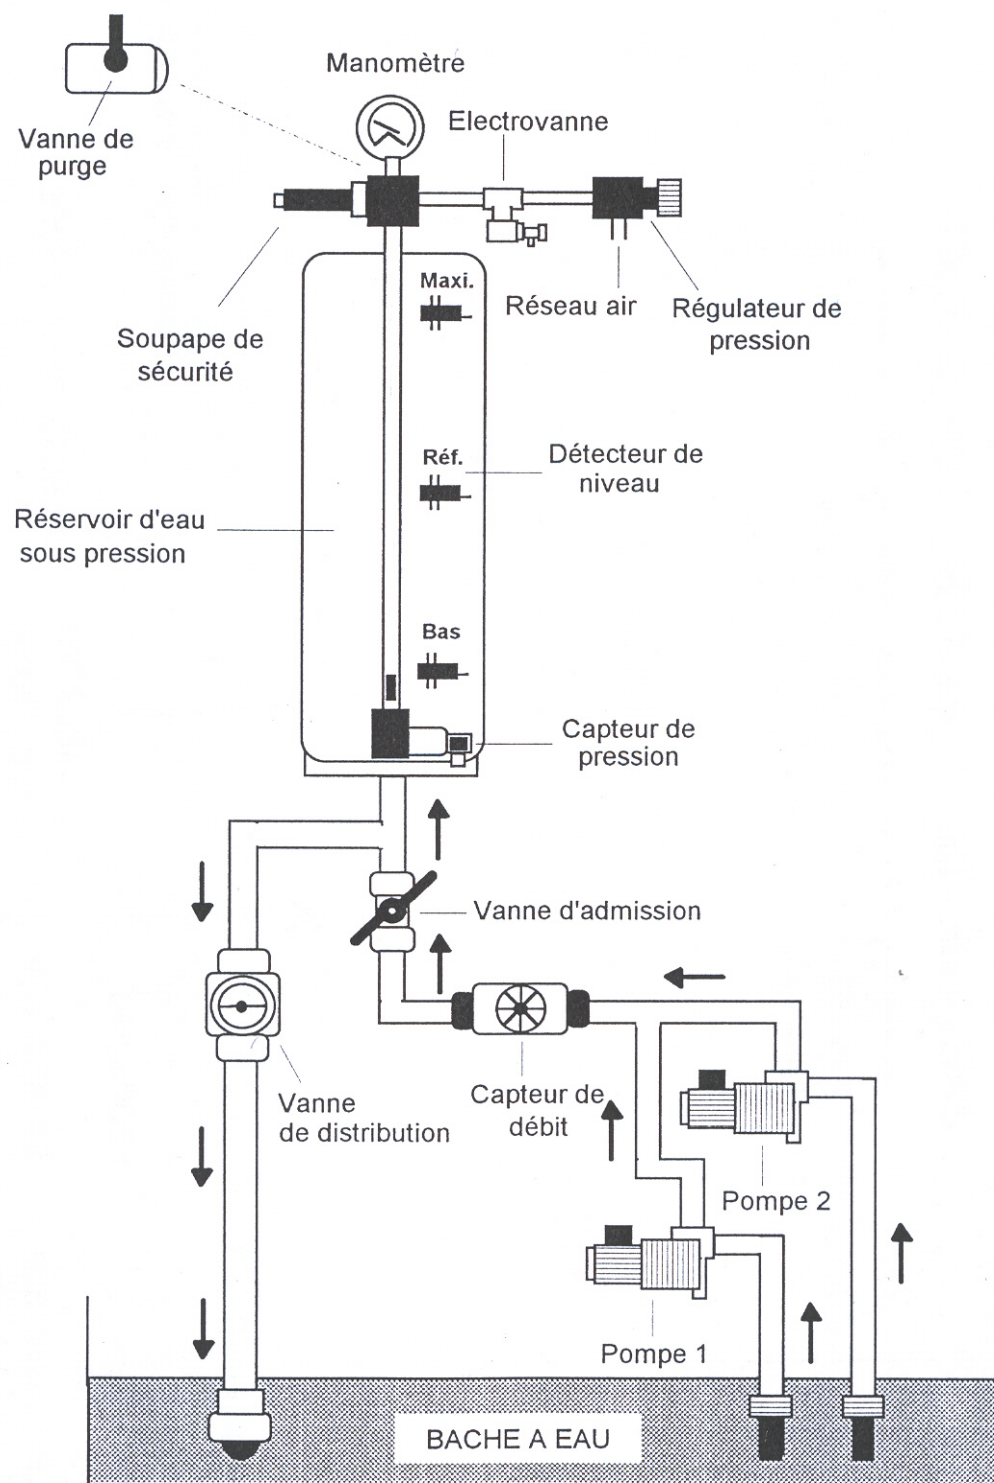 Manomètre
Electrovanne
Vanne de
purge
Maxi.
Réseau air
Régulateur de
pression
Soupape de
sécurité
Réf.
Détecteur de
niveau
Réservoir d'eau
sous pression
Bas
Capteur de
pression
Vanne d'admission
Capteur de
débit
Vanne
de distribution
Pompe 2
Pompe 1
BACHE A EAU